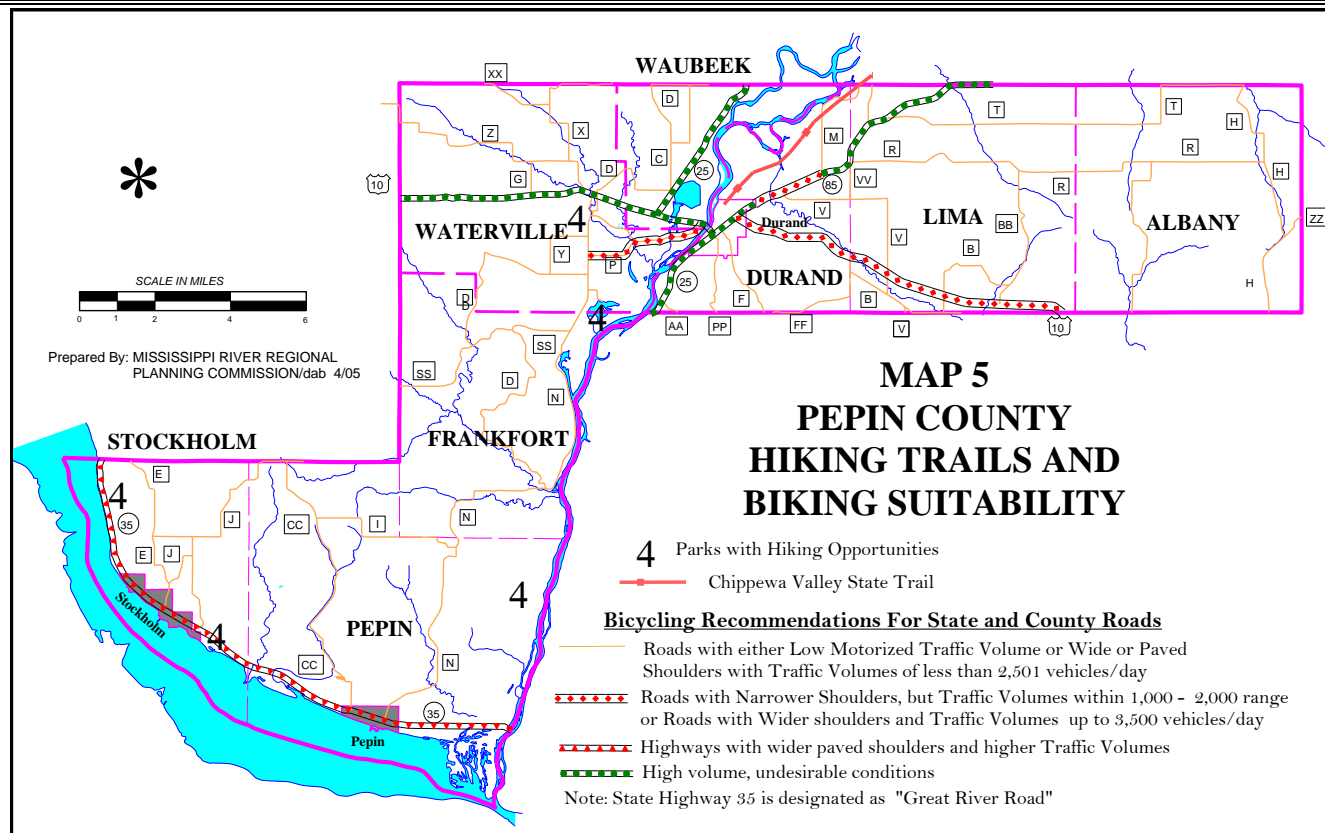 WAUBEEK
XX
D
T
T
H
Z
X
M
R
R
H
C
D
25
G
10
85
VV
R
4
WATERVILLE
Durand
V
LIMA
BB
ALBANY
ZZ
Y
P
V
B
DURAND
25
F
B
H
D
B
4
AA
PP
FF
V
10
SCALE IN MILES
0 1 2 4 6
Prepared By: MISSISSIPPI RIVER REGIONAL
PLANNING COMMISSION/dab 4/05
SS
SS
D
N
MAP 5
PEPIN COUNTY
HIKING TRAILS AND
BIKING SUITABILITY
STOCKHOLM
FRANKFORT
E
4
35
J
CC
I
N
E
J
Stockholm
4
4
PEPIN
CC
N
35
Pepin
4 Parks with Hiking Opportunities
Chippewa Valley State Trail
Bicycling Recommendations For State and County Roads
Roads with either Low Motorized Traffic Volume or Wide or Paved
Shoulders with Traffic Volumes of less than 2,501 vehicles/day
Roads with Narrower Shoulders, but Traffic Volumes within 1,000 - 2,000 range
or Roads with Wider shoulders and Traffic Volumes up to 3,500 vehicles/day
Highways with wider paved shoulders and higher Traffic Volumes
High volume, undesirable conditions
Note: State Highway 35 is designated as "Great River Road"